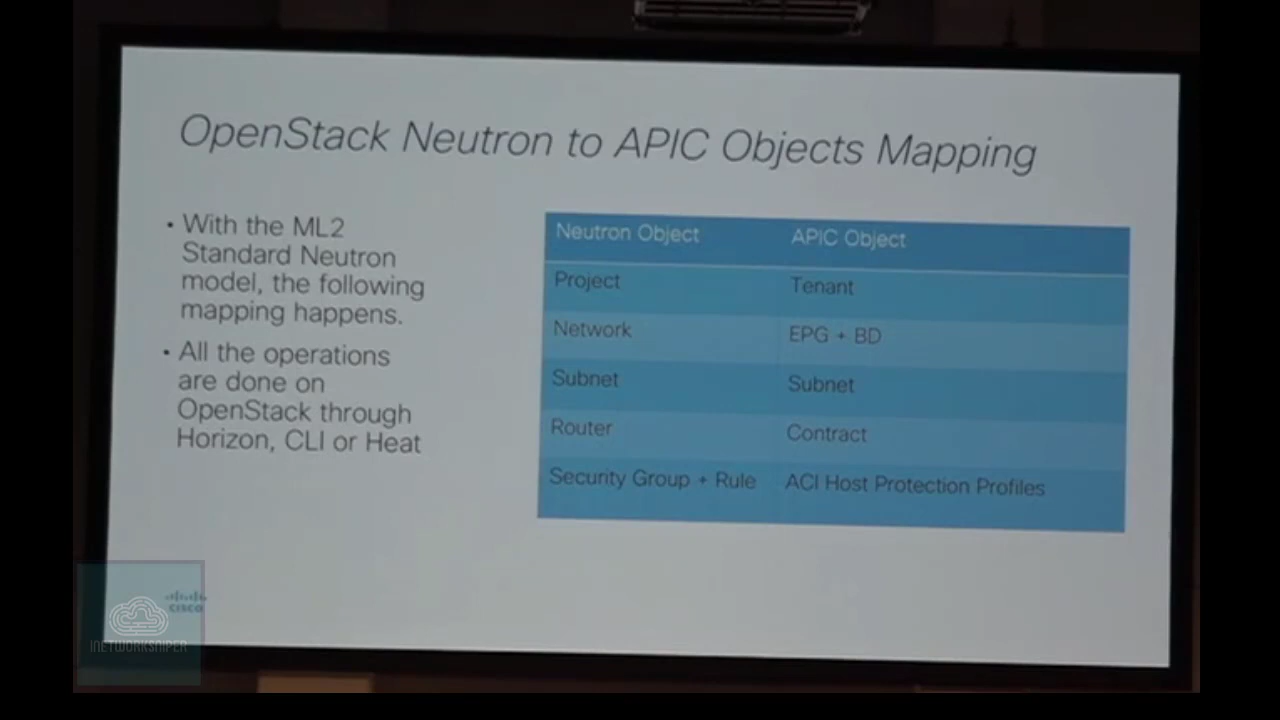 OpenStack Neutron to APIC Objects Mapping
• With the ML2
Standard Neutron
model, the following
mapping happens.
• All the operations
are done on
OpenStack through
Horizon, CLI or Heat
Neutron Object APIC Object
Project Tenant
Network EPG + BD
Subnet Subnet
Router Contract
Security Group + Rule ACI Host Protection Profiles
CISCO
INETWORKSNIPER